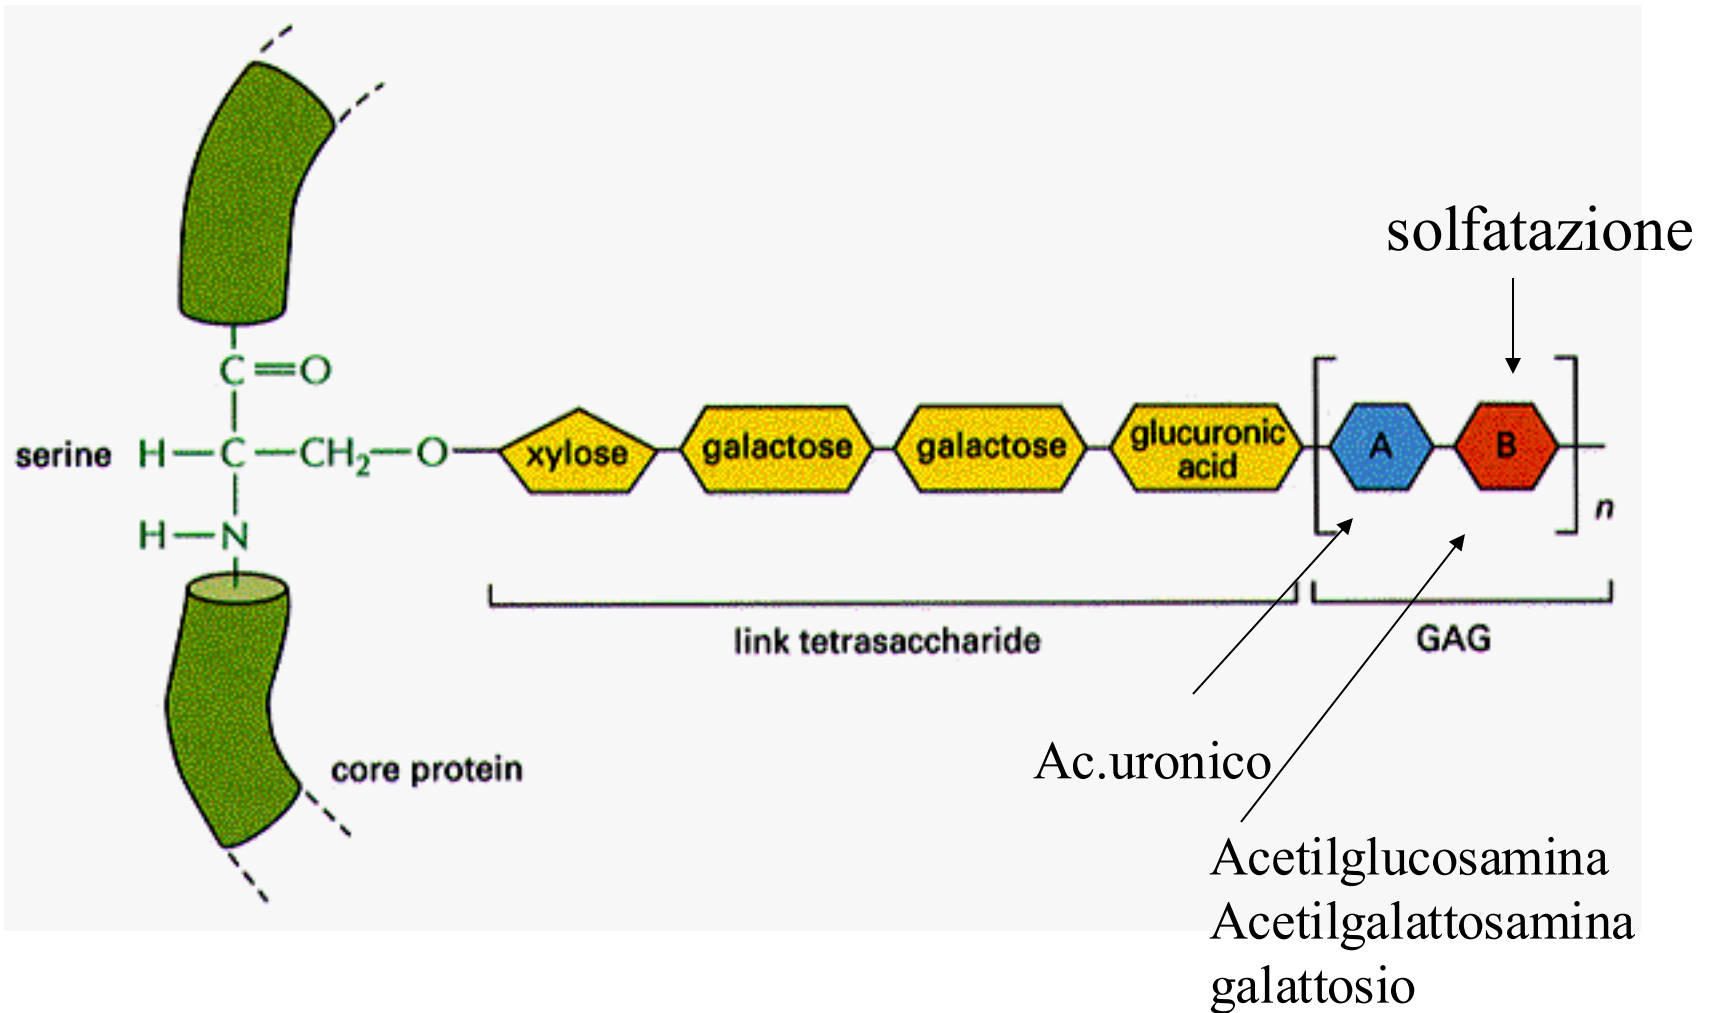 solfatazione
C=O
serine H—C—CH2—O xylose galactose galactose glucuronic acid A B
H—N
n
link tetrasaccharide GAG
core protein
Ac.uronico
Acetilglucosamina
Acetilgalattosamina
galattosio